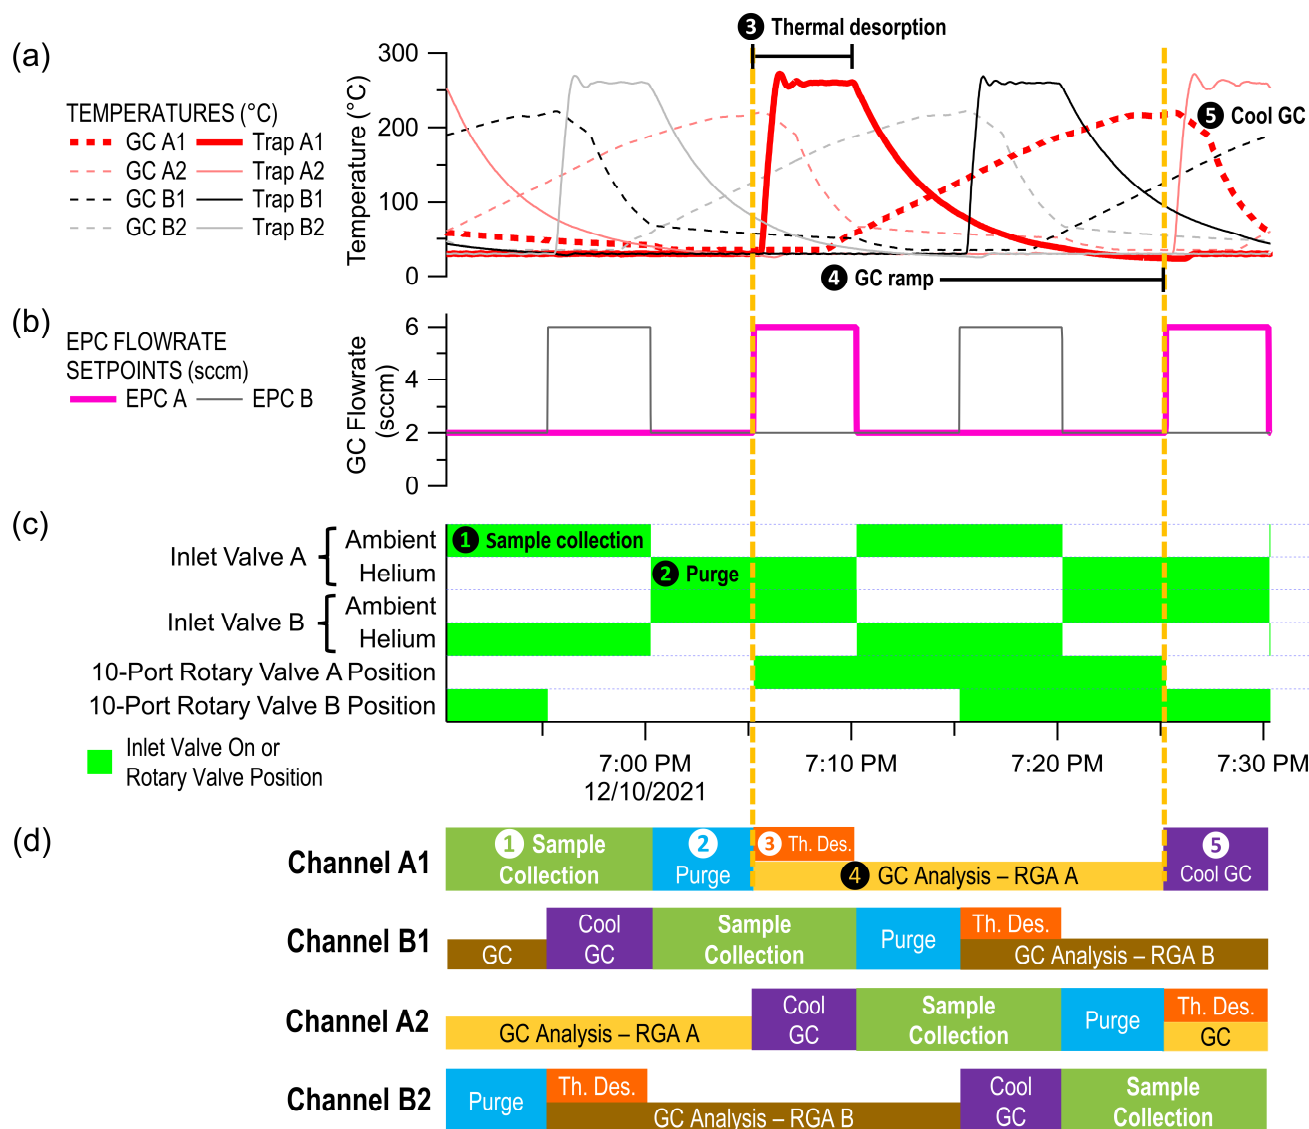 (a)
❸ Thermal desorption
300
200
100
0
Temperature (°C)
TEMPERATURES (°C)
GC A1 Trap A1
GC A2 Trap A2
GC B1 Trap B1
GC B2 Trap B2
❺ Cool GC
❹ GC ramp
(b)
EPC FLOWRATE
SETPOINTS (sccm)
EPC A EPC B
GC Flowrate
(sccm)
6
4
2
0
(c)
Inlet Valve A
Ambient
Helium
Inlet Valve B
Ambient
Helium
10-Port Rotary Valve A Position
10-Port Rotary Valve B Position
❶ Sample collection
❷ Purge
Inlet Valve On or
Rotary Valve Position
7:00 PM 7:10 PM 7:20 PM 7:30 PM
12/10/2021
(d)
Channel A1
① Sample
Collection
②
Purge
③ Th. Des.
❹ GC Analysis – RGA A
⑤
Cool GC
Channel B1
GC
Cool
GC
Sample
Collection
Purge
Th. Des.
GC Analysis – RGA B
Channel A2
GC Analysis – RGA A
Cool
GC
Sample
Collection
Purge
Th. Des.
GC
Channel B2
Purge
Th. Des.
GC Analysis – RGA B
Cool
GC
Sample
Collection